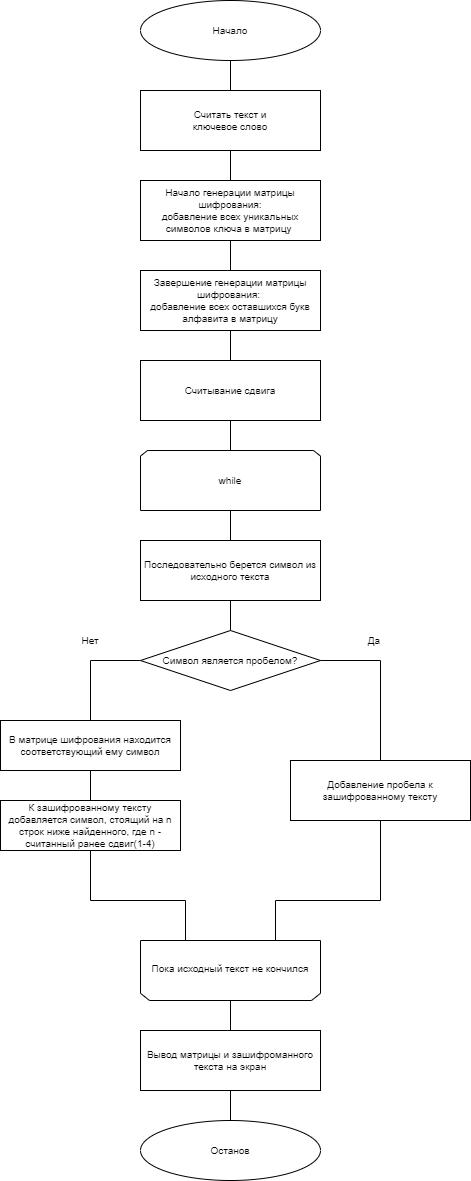 Начало
Считать текст и
ключевое слово
Начало генерации матрицы
шифрования:
добавление всех уникальных
символов ключа в матрицу
Завершение генерации матрицы
шифрования:
добавление всех оставшихся букв
алфавита в матрицу
Считывание сдвига
while
Последовательно берется символ из
исходного текста
Нет
Да
Символ является пробелом?
В матрице шифрования находится
соответствующий ему символ
Добавление пробела к
зашифрованному тексту
К зашифрованному тексту
добавляется символ, стоящий на n
строк ниже найденного, где n -
считанный ранее сдвиг(1-4)
Пока исходный текст не кончился
Вывод матрицы и зашифроманного
текста на экран
Останов